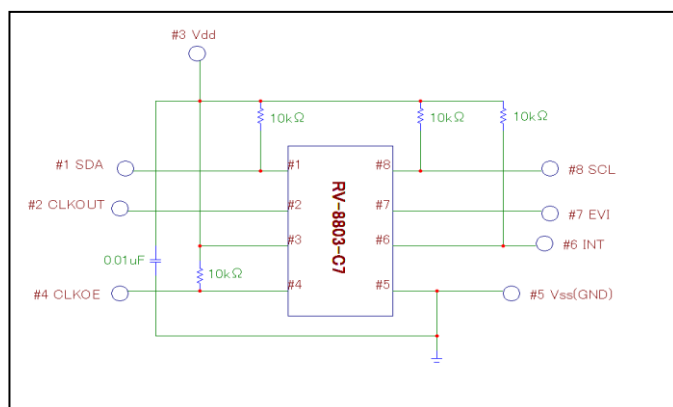 #3 Vdd
10kΩ
10kΩ
10kΩ
#1 SDA
#1
#8
#8 SCL
#2 CLKOUT
#2
RV-8803-C7
#7
#7 EVI
#3
#6
#6 INT
0.01uF
10kΩ
#4 CLKOE
#4
#5
#5 Vss(GND)